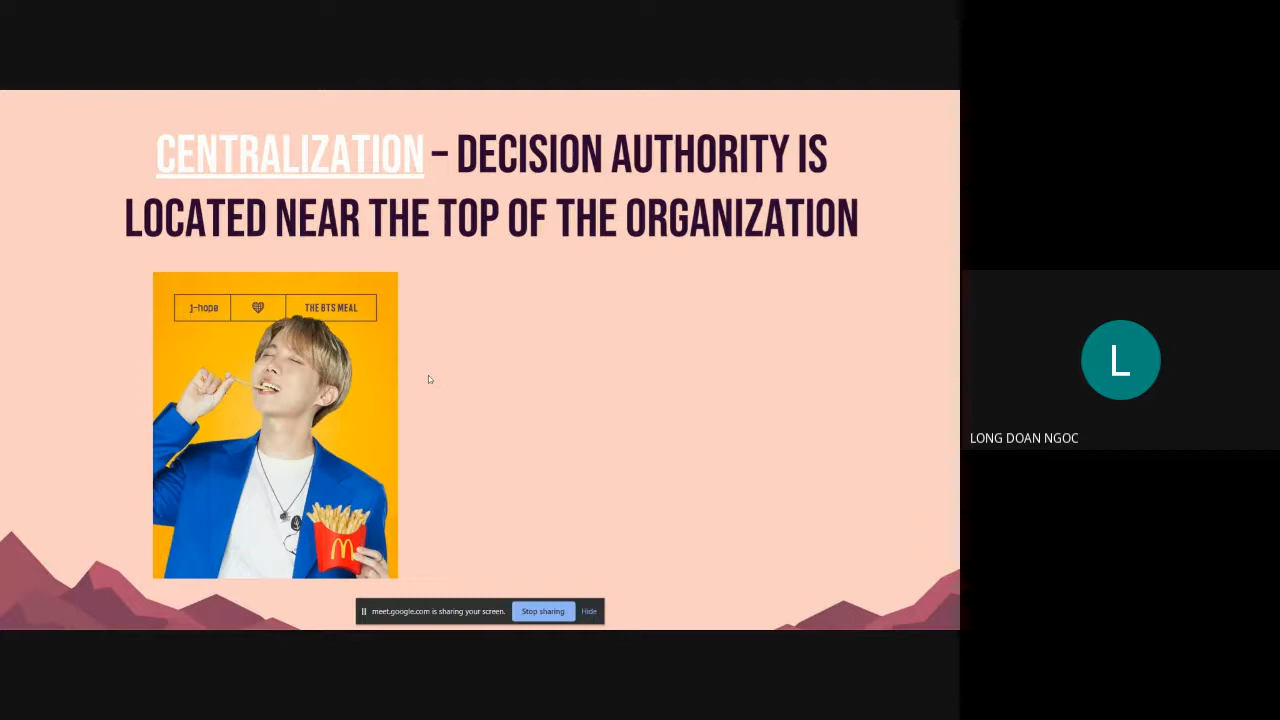 CENTRALIZATION – DECISION AUTHORITY IS
LOCATED NEAR THE TOP OF THE ORGANIZATION
j-hope
THE BTS MEAL
meet.google.com is sharing your screen. Stop sharing Hide
L
LONG DOAN NGOC